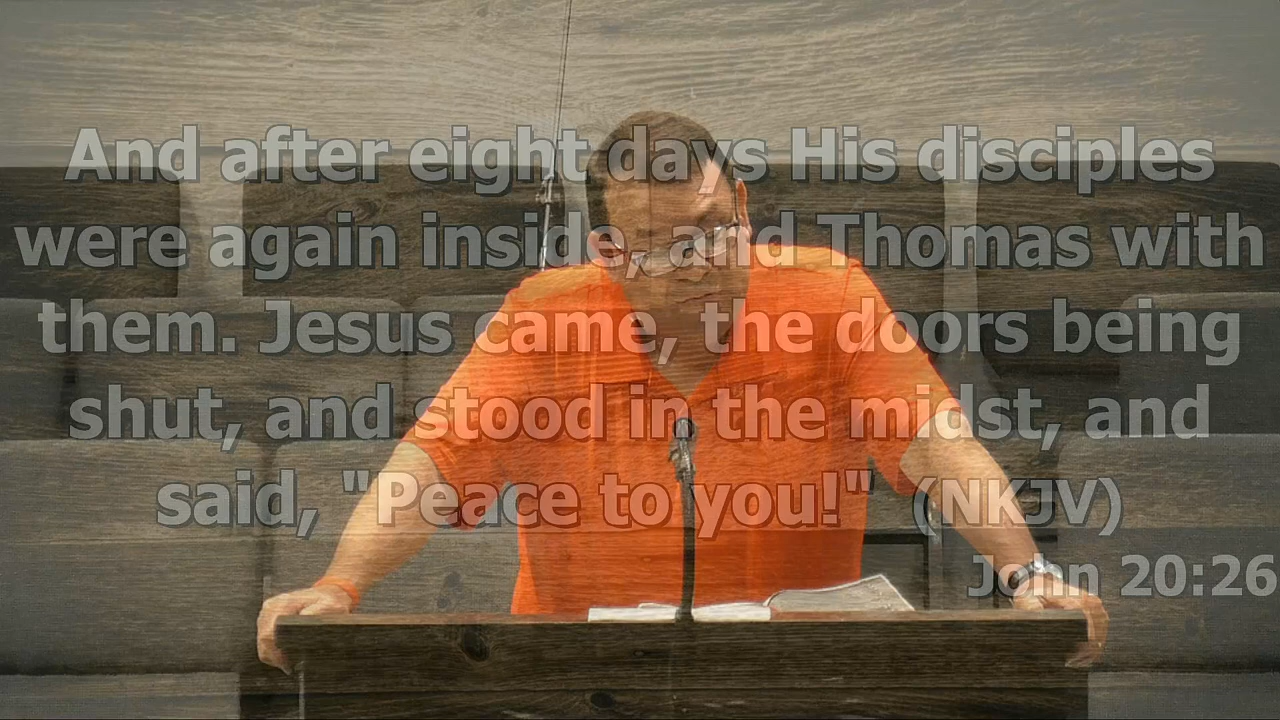 And after eight days His disciples
were again inside, and Thomas with
them. Jesus came, the doors being
shut, and stood in the midst, and
said, "Peace to you!" (NKJV)
John 20:26